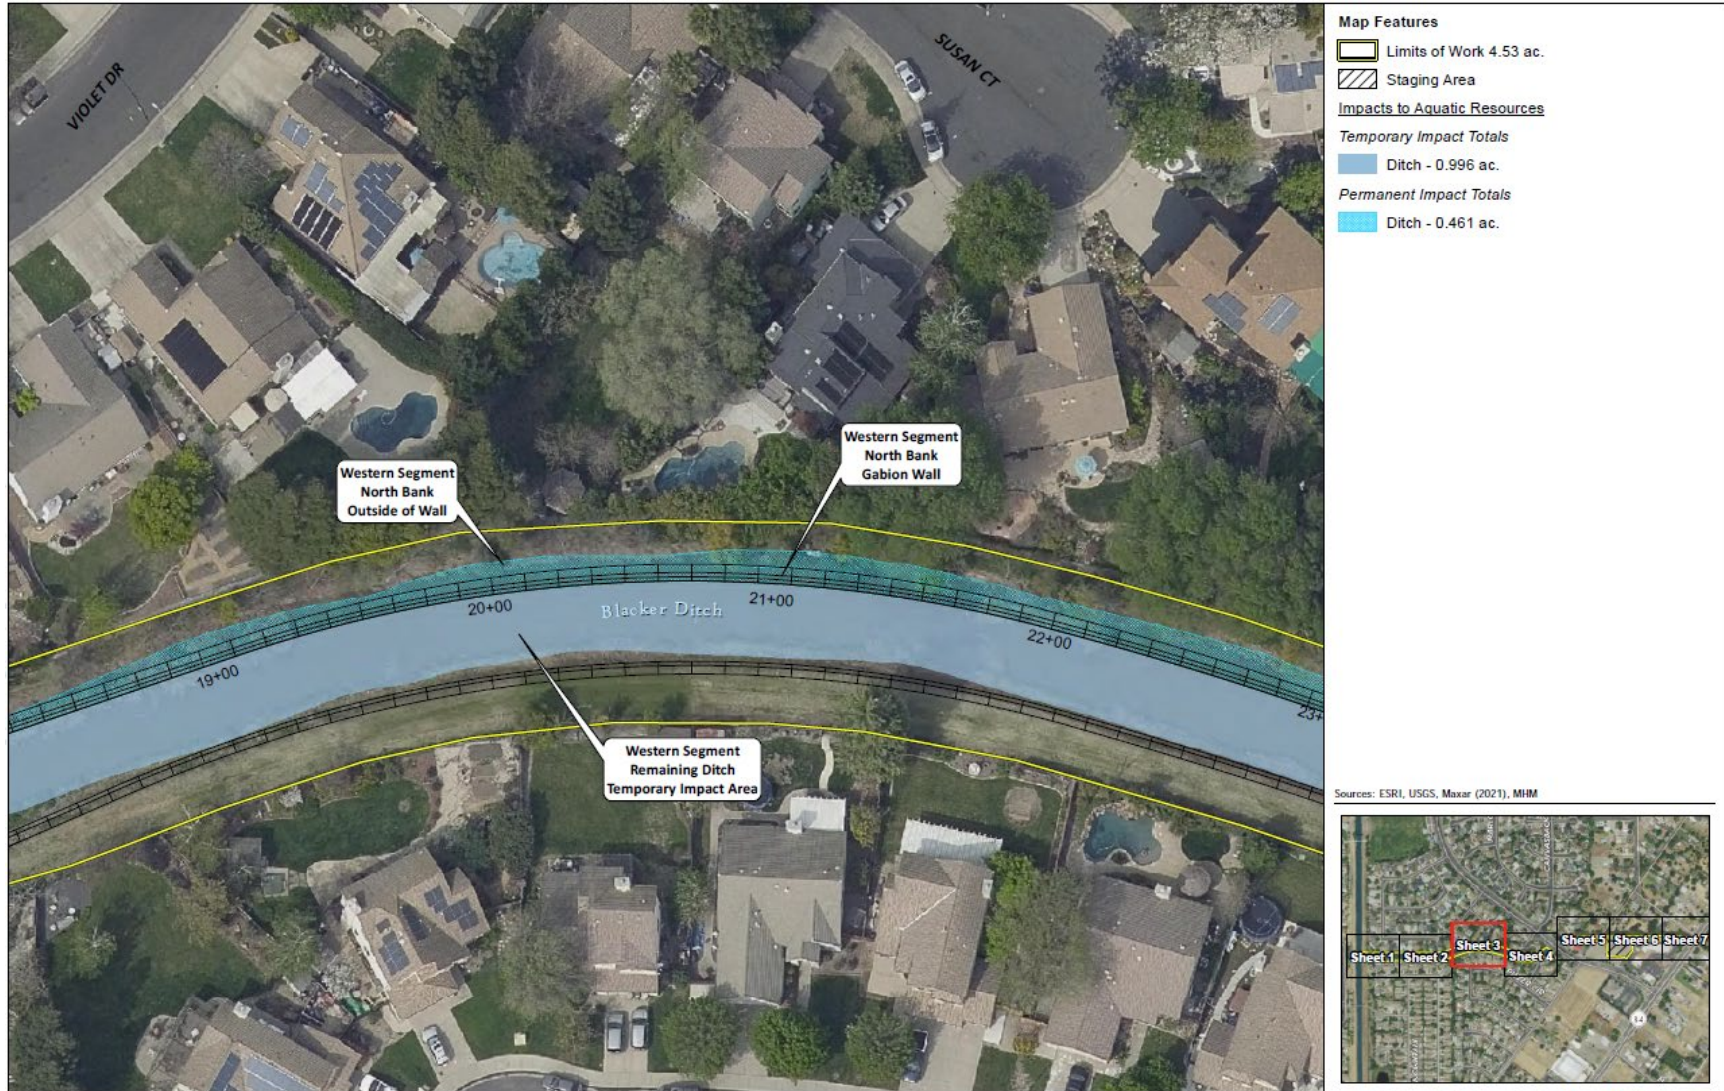 VIOLET DR
SUSAN CT
Western Segment
North Bank
Outside of Wall
Western Segment
North Bank
Gabion Wall
19+00
20+00
Blacker Ditch
21+00
22+00
23+
Western Segment
Remaining Ditch
Temporary Impact Area
Map Features
Limits of Work 4.53 ac.
Staging Area
Impacts to Aquatic Resources
Temporary Impact Totals
Ditch - 0.996 ac.
Permanent Impact Totals
Ditch - 0.461 ac.
Sources: ESRI, USGS, Maxar (2021), MHM
Sheet 1
Sheet 2
Sheet 3
Sheet 4
Sheet 5
Sheet 6
Sheet 7